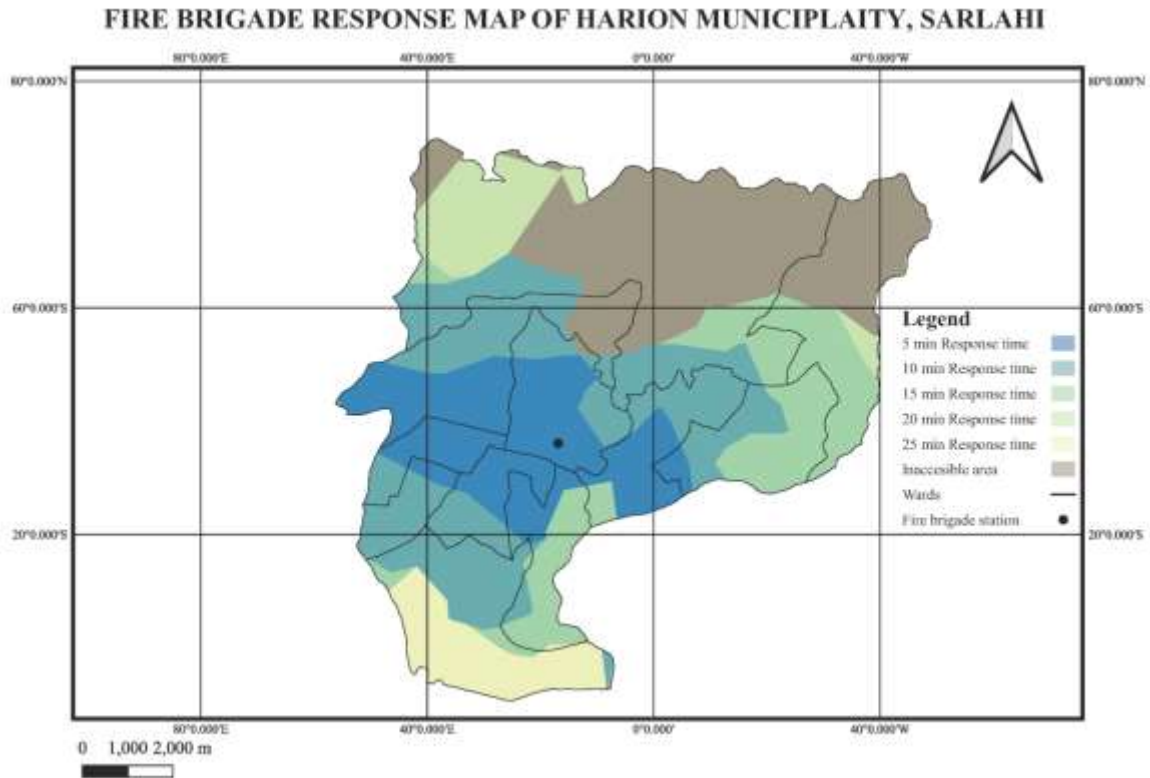 FIRE BRIGADE RESPONSE MAP OF HARION MUNICIPLAITY, SARLAHI
80°0.000'E 40°0.000'E 0°0.000' 40°0.000'W
80°0.000'N 80°0.000'N
60°0.000'S 60°0.000'S
Legend
5 min Response time
10 min Response time
15 min Response time
20 min Response time
25 min Response time
Inaccesible area
Wards
Fire brigade station
20°0.000'S 20°0.000'S
80°0.000'E 40°0.000'E 0°0.000' 40°0.000'W
0 1,000 2,000 m